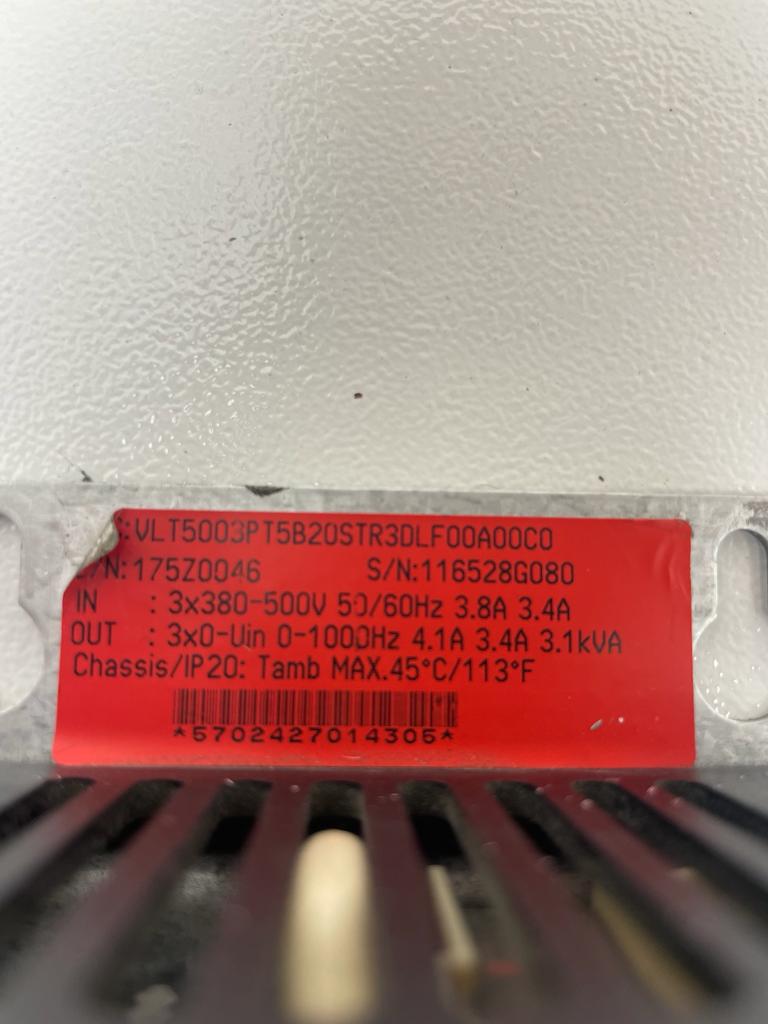 :VLT5003PT5B20STR3DLF00A00C0
/N:175Z0046 S/N:116528G080
IN : 3x380-500V 50/60Hz 3.8A 3.4A
OUT : 3x0-Uin 0-1000Hz 4.1A 3.4A 3.1kVA
Chassis/IP20: Tamb MAX.45°C/113°F
*5702427014305*